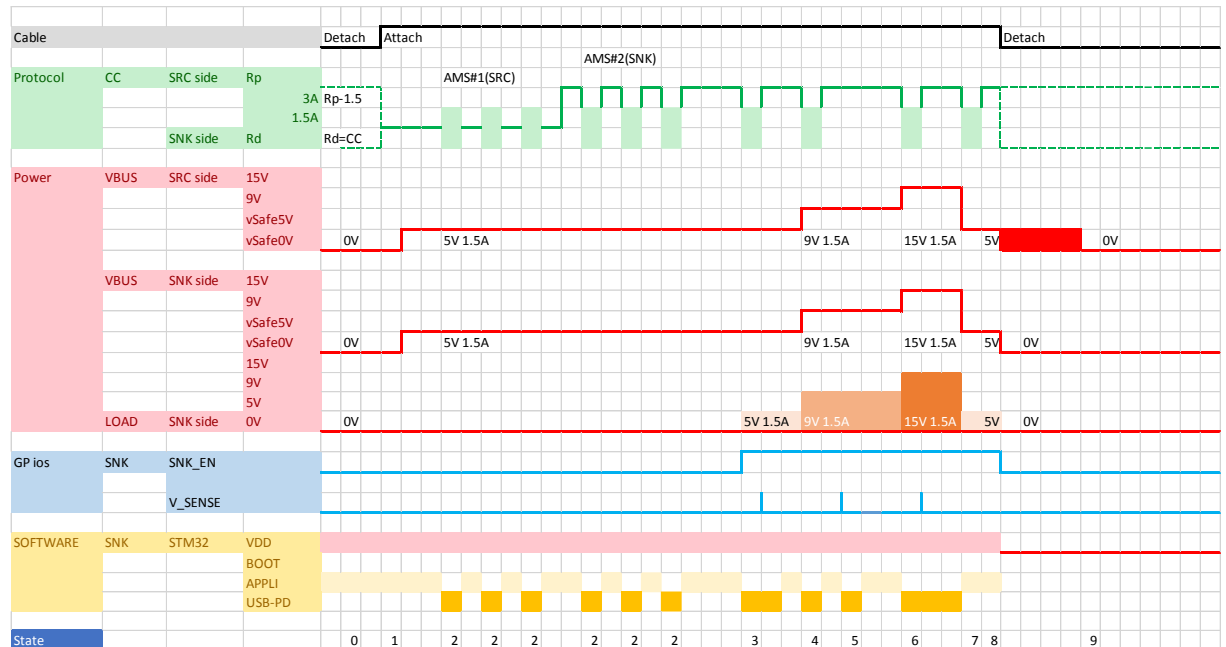 Cable Detach Attach Detach
AMS#2(SNK)
Protocol CC SRC side Rp AMS#1(SRC)
3A Rp-1.5
1.5A
SNK side Rd Rd=CC
Power VBUS SRC side 15V
9V
vSafe5V
vSafe0V 0V 5V 1.5A 9V 1.5A 15V 1.5A 5V 0V
VBUS SNK side 15V
9V
vSafe5V
vSafe0V 0V 5V 1.5A 9V 1.5A 15V 1.5A 5V 0V
15V
9V
5V
LOAD SNK side 0V 0V 5V 1.5A 9V 1.5A 15V 1.5A 5V 0V
GP ios SNK SNK_EN
V_SENSE
SOFTWARE SNK STM32 VDD
BOOT
APPLI
USB-PD
State 0 1 2 2 2 2 2 2 3 4 5 6 7 8 9